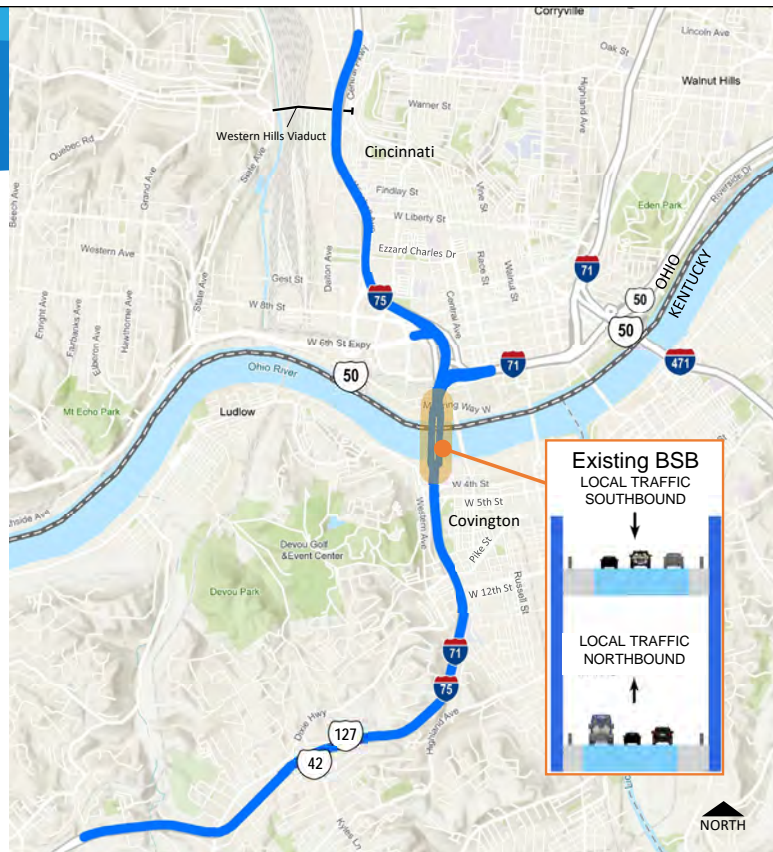 Corryville
Lincoln Ave
Oak St
Walnut Hills
Central Pkwy
Highland Ave
Warner St
Western Hills Viaduct
Quebec Rd
State Ave
Grand Ave
Beech Ave
Cincinnati
Findlay St
Vine St
W Liberty St
Riverside Dr
Eden Park
Western Ave
Ezzard Charles Dr
Dalton Ave
Race St
Walnut St
71
OHIO
KENTUCKY
Gest St
State Ave
75
Central Ave
50
W 8th St
Enright Ave
Fairbanks Ave
Elberon Ave
Hawthorne Ave
W 6th St Expy
50
71
471
50
Ohio River
Mt Echo Park
Ludlow
W 4th St
W 5th St
Western Ave
Covington
Pike St
Devou Golf
& Event Center
Devou Park
W 12th St
Russell St
Existing BSB
LOCAL TRAFFIC
SOUTHBOUND
LOCAL TRAFFIC
NORTHBOUND
71
75
Dixie Hwy
127
42
Highland Ave
Kyles Ln
NORTH